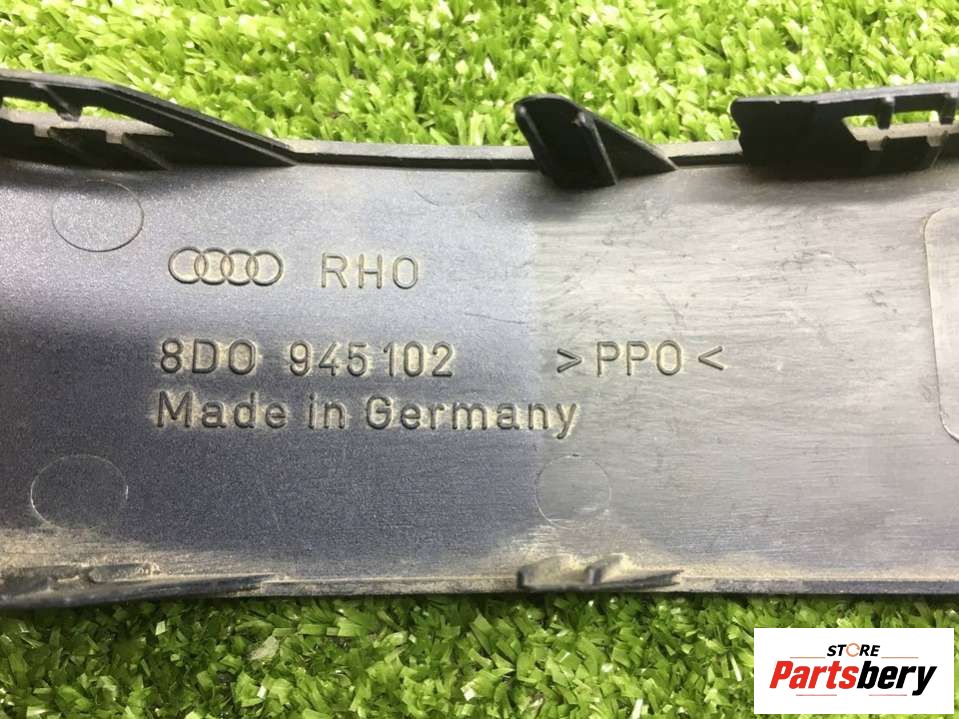 RHO
8D0 945102 >PPO<
Made in Germany
STORE
Partsbery